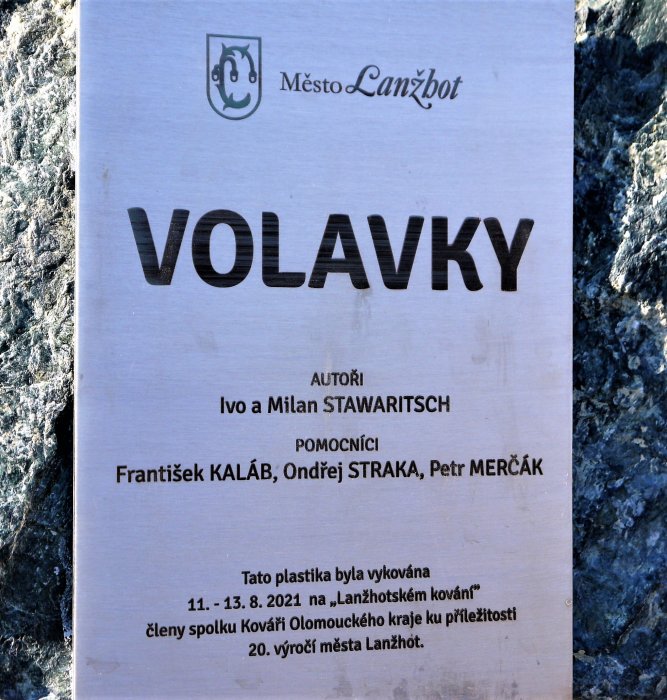 Město Lanžhot
VOLAVKY
AUTOŘI
Ivo a Milan STAWARITSCH
POMOCNÍCI
František KALÁB, Ondřej STRAKA, Petr MERČÁK
Tato plastika byla vykována
11. - 13. 8. 2021 na „Lanžhotském kování"
členy spolku Kováři Olomouckého kraje ku příležitosti
20. výročí města Lanžhot.